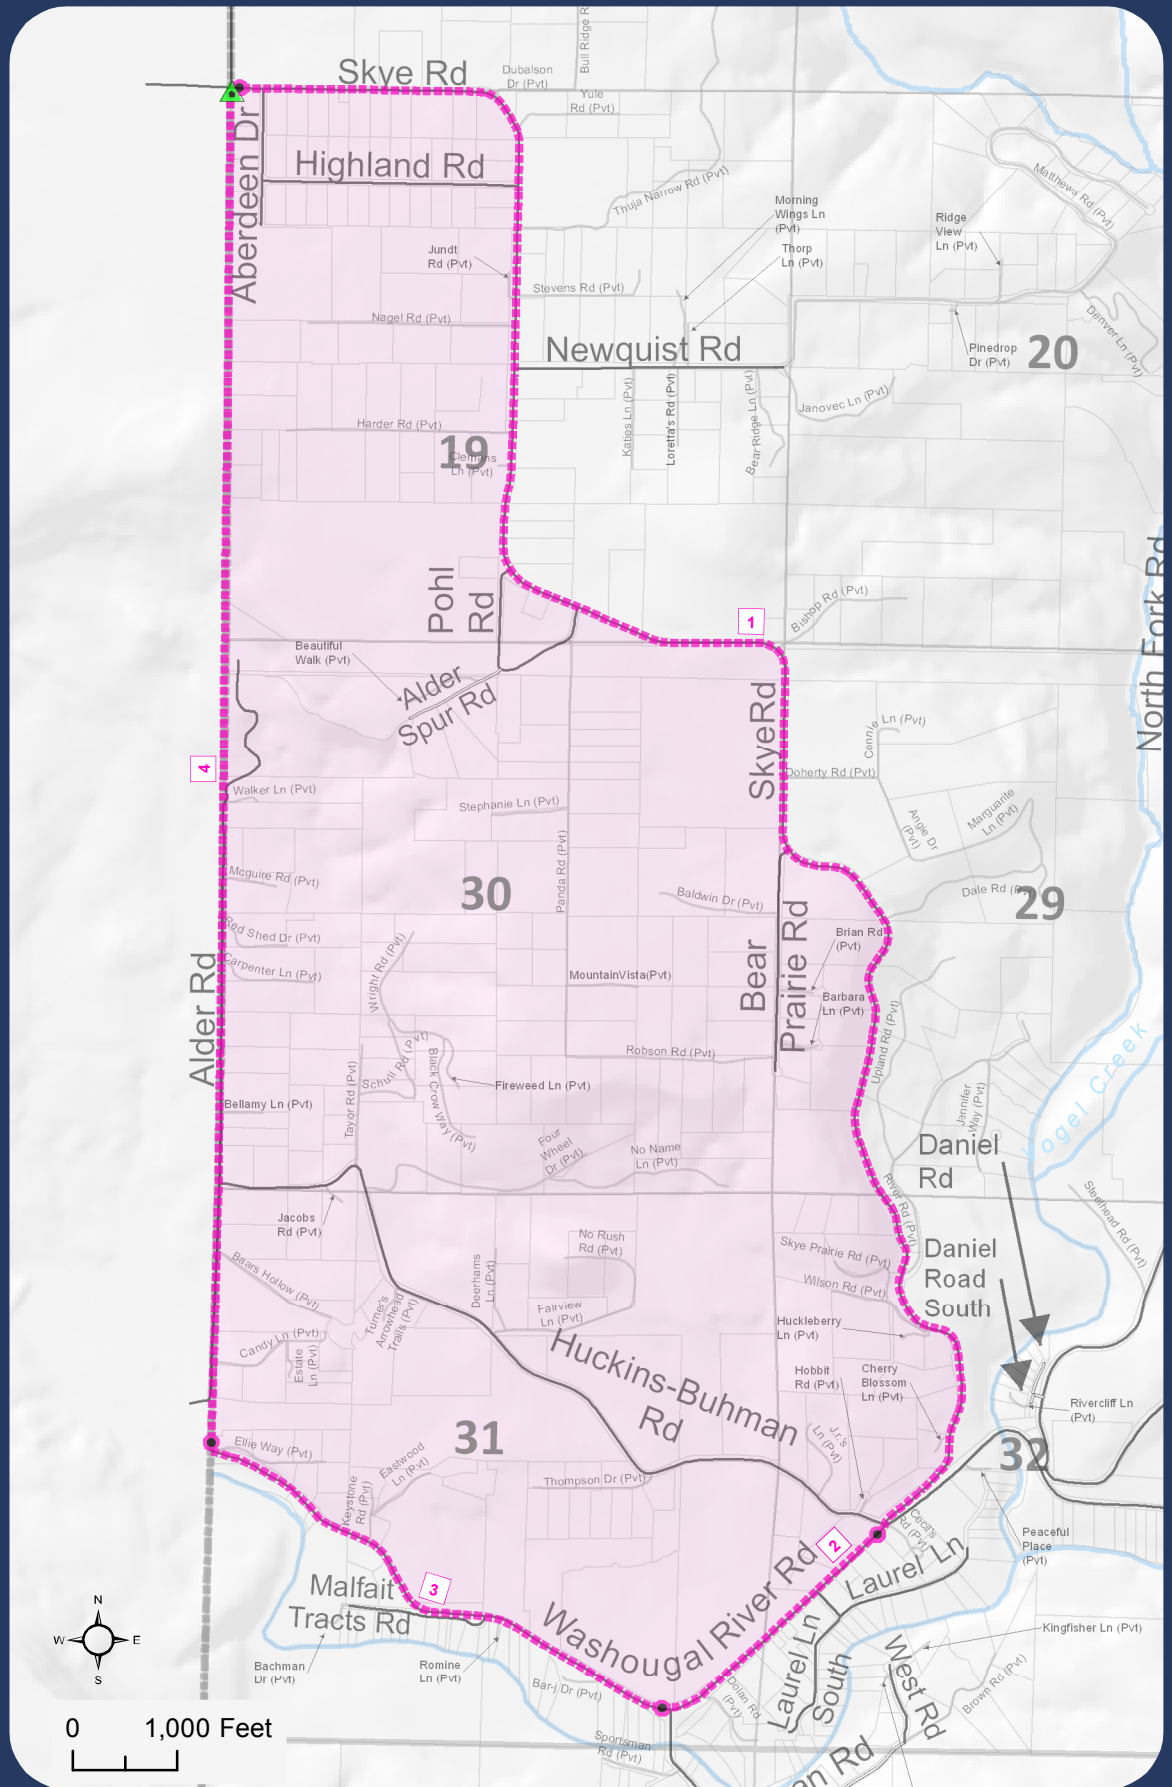 Bull Ridge R
Skye Rd
Dubalson
Dr (Pvt)
Yule
Rd (Pvt)
Aberdeen Dr
Highland Rd
Thuja Narrow Rd (Pvt)
Matthews Rd (Pvt)
Morning
Wings Ln
(Pvt)
Ridge
View
Ln (Pvt)
Jundt
Rd (Pvt)
Thorp
Ln (Pvt)
Stevens Rd (Pvt)
Nagel Rd (Pvt)
Newquist Rd
Denver Ln (Pvt)
Pinedrop
Dr (Pvt)
20
Katies Ln (Pvt)
Loretta's Rd (Pvt)
Bear Ridge Ln (Pvt)
Janovec Ln (Pvt)
Harder Rd (Pvt)
19
Clemans
Ln (Pvt)
North Fork Rd
Pohl
Rd
1
Bishop Rd (Pvt)
Beautiful
Walk (Pvt)
Alder
Spur Rd
SkyeRd
Connie Ln (Pvt)
4
Doherty Rd (Pvt)
Walker Ln (Pvt)
Stephanie Ln (Pvt)
Angie Dr
(Pvt)
Marguarite
Ln (Pvt)
Mcguire Rd (Pvt)
30
Panda Rd (Pvt)
Baldwin Dr (Pvt)
Dale Rd (Pvt)
29
Red Shed Dr (Pvt)
Carpenter Ln (Pvt)
Wright Rd (Pvt)
MountainVista(Pvt)
Bear
Prairie Rd
Brian Rd
(Pvt)
Barbara
Ln (Pvt)
Alder Rd
Upland Rd (Pvt)
Robson Rd (Pvt)
Schull Rd (Pvt)
Black Crow Way (Pvt)
Fireweed Ln (Pvt)
Taylor Rd (Pvt)
Bellamy Ln (Pvt)
Jennifer
Way (Pvt)
ogel Creek
Four
Wheel
Dr (Pvt)
No Name
Ln (Pvt)
Daniel
Rd
River Rd (Pvt)
Steelhead Rd (Pvt)
Jacobs
Rd (Pvt)
No Rush
Rd (Pvt)
Skye Prairie Rd (Pvt)
Daniel
Road
South
Baars Hollow (Pvt)
Deerhams
Ln (Pvt)
Wilson Rd (Pvt)
Turner's
Arrowhead
Trails (Pvt)
Fairview
Ln (Pvt)
Huckleberry
Ln (Pvt)
Candy Ln (Pvt)
Estate
Ln (Pvt)
Huckins-Buhman
Rd
Hobbit
Rd (Pvt)
Cherry
Blossom
Ln (Pvt)
Rivercliff Ln
(Pvt)
31
J.r.'s
Ln (Pvt)
32
Ellie Way (Pvt)
Eastwood
Ln (Pvt)
Keystone
Rd (Pvt)
Thompson Dr (Pvt)
Cecil's
Rd (Pvt)
Peaceful
Place
(Pvt)
2
Washougal River Rd
Laurel Ln
Malfait
Tracts Rd
3
Laurel Ln
South
West Rd
Kingfisher Ln (Pvt)
N
W
E
S
Bachman
Dr (Pvt)
Romine
Ln (Pvt)
Bar-j Dr (Pvt)
Dolan Rd
(Pvt)
Brown Rd (Pvt)
Sportsman
Rd (Pvt)
an Rd
0
1,000 Feet